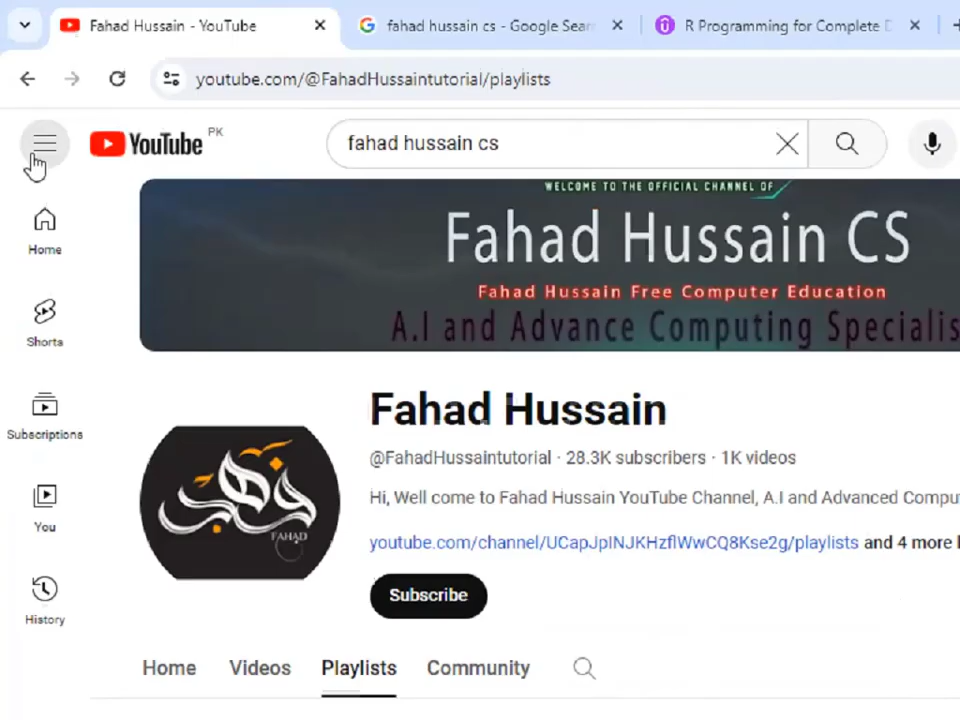 Fahad Hussain - YouTube
fahad hussain cs - Google Sear
R Programming for Complete D
youtube.com/@FahadHussaintutorial/playlists
YouTube PK
fahad hussain cs
WELCOME TO THE OFFICIAL CHANNEL OF
Fahad Hussain CS
Fahad Hussain Free Computer Education
A.I and Advance Computing Specialis
Home
Shorts
Subscriptions
You
History
Fahad Hussain
@FahadHussaintutorial · 28.3K subscribers · 1K videos
Hi, Well come to Fahad Hussain YouTube Channel, A.I and Advanced Compu
youtube.com/channel/UCapJpINJKHzflWwCQ8Kse2g/playlists and 4 more l
فہد
FAHAD
Subscribe
Home Videos Playlists Community